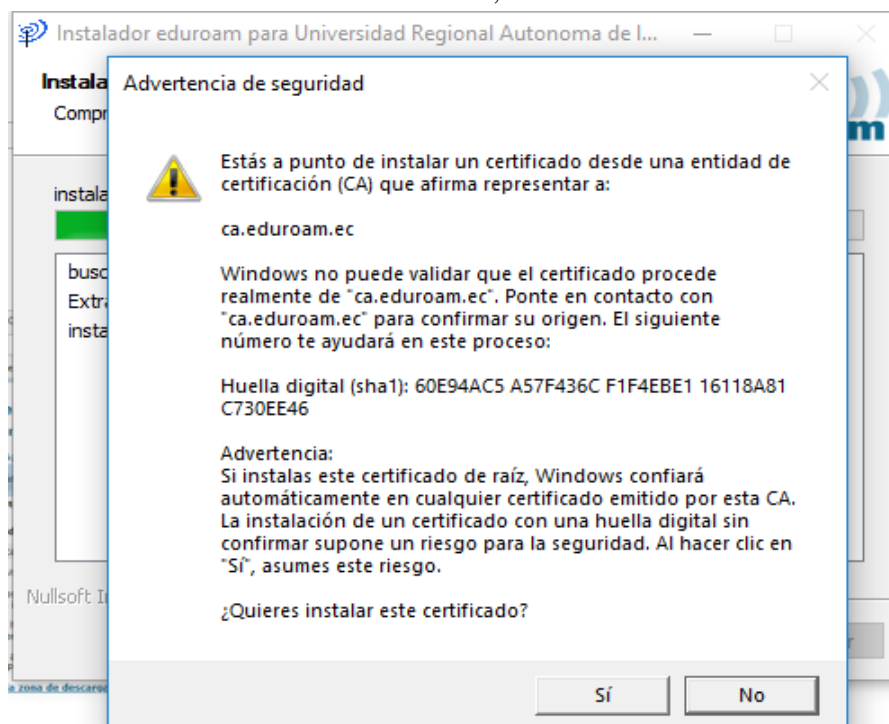 Instalador eduroam para Universidad Regional Autonoma de l...
Instala
Compr
m
Advertencia de seguridad
Estás a punto de instalar un certificado desde una entidad de
certificación (CA) que afirma representar a:
ca.eduroam.ec
Windows no puede validar que el certificado procede
realmente de "ca.eduroam.ec". Ponte en contacto con
"ca.eduroam.ec" para confirmar su origen. El siguiente
número te ayudará en este proceso:
Huella digital (sha1): 60E94AC5 A57F436C F1F4EBE1 16118A81
C730EE46
Advertencia:
Si instalas este certificado de raíz, Windows confiará
automáticamente en cualquier certificado emitido por esta CA.
La instalación de un certificado con una huella digital sin
confirmar supone un riesgo para la seguridad. Al hacer clic en
"Sí", asumes este riesgo.
¿Quieres instalar este certificado?
Sí
No
instala
busc
Extra
insta
Nullsoft In
r
a zona de descarga